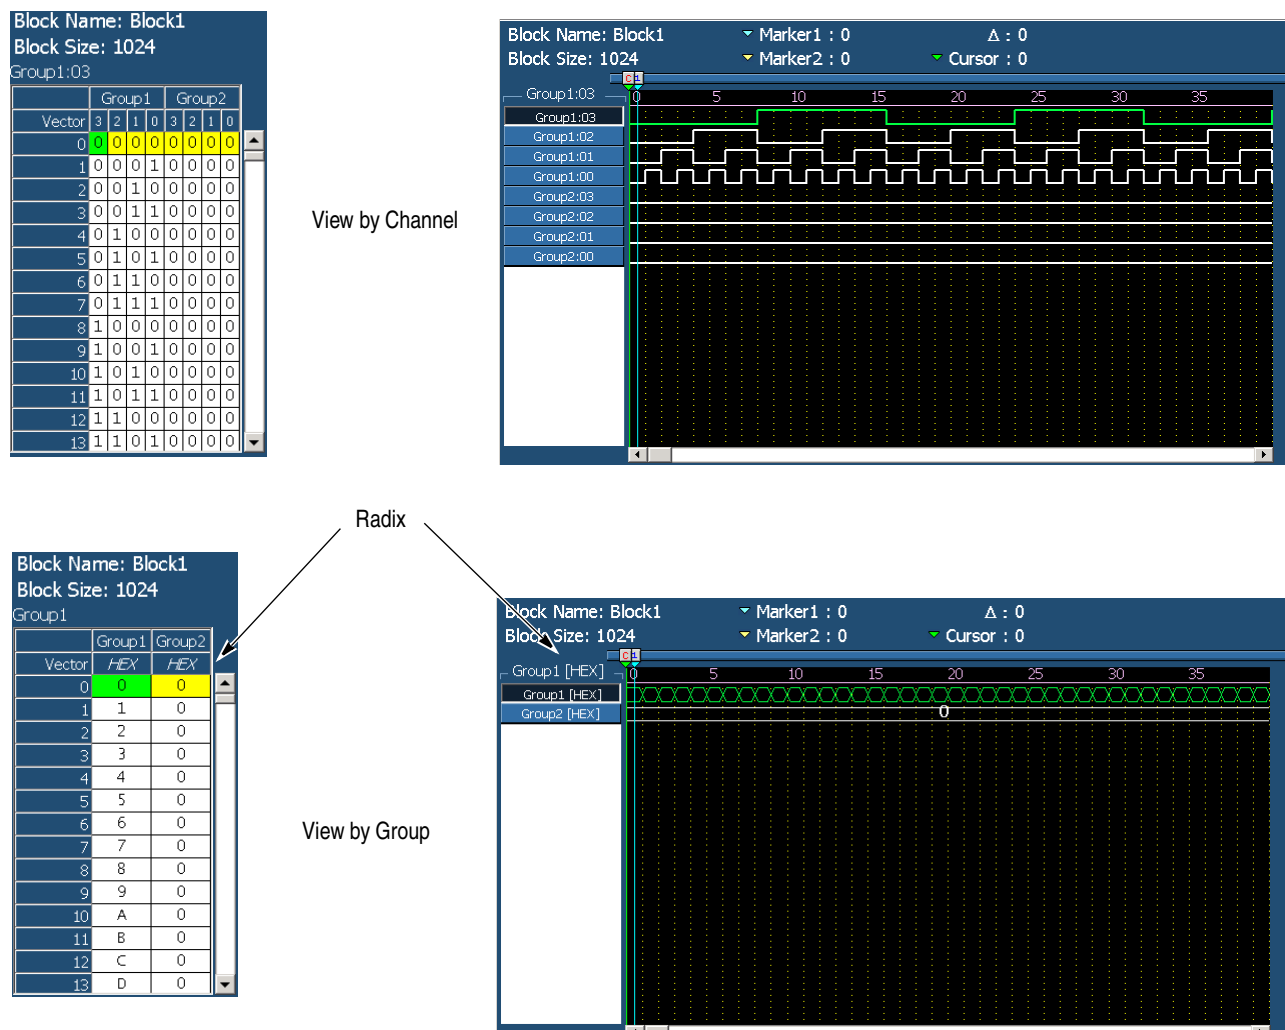 Block Name: Block1
Block Size: 1024
Group1:03
Group1 Group2
Vector 3 2 1 0 3 2 1 0
0 0 0 0 0 0 0 0 0
1 0 0 0 1 0 0 0 0
2 0 0 1 0 0 0 0 0
3 0 0 1 1 0 0 0 0
4 0 1 0 0 0 0 0 0
5 0 1 0 1 0 0 0 0
6 0 1 1 0 0 0 0 0
7 0 1 1 1 0 0 0 0
8 1 0 0 0 0 0 0 0
9 1 0 0 1 0 0 0 0
10 1 0 1 0 0 0 0 0
11 1 0 1 1 0 0 0 0
12 1 1 0 0 0 0 0 0
13 1 1 0 1 0 0 0 0
View by Channel
Block Name: Block1 Marker1 : 0 Δ : 0
Block Size: 1024 Marker2 : 0 Cursor : 0
C 1
Group1:03 0 5 10 15 20 25 30 35
Group1:03
Group1:02
Group1:01
Group1:00
Group2:03
Group2:02
Group2:01
Group2:00
Radix
Block Name: Block1
Block Size: 1024
Group1
Group1 Group2
Vector HEX HEX
0 0 0
1 1 0
2 2 0
3 3 0
4 4 0
5 5 0
6 6 0
7 7 0
8 8 0
9 9 0
10 A 0
11 B 0
12 C 0
13 D 0
View by Group
Block Name: Block1 Marker1 : 0 Δ : 0
Block Size: 1024 Marker2 : 0 Cursor : 0
C 1
Group1 [HEX] 0 5 10 15 20 25 30 35
Group1 [HEX]
Group2 [HEX] 0